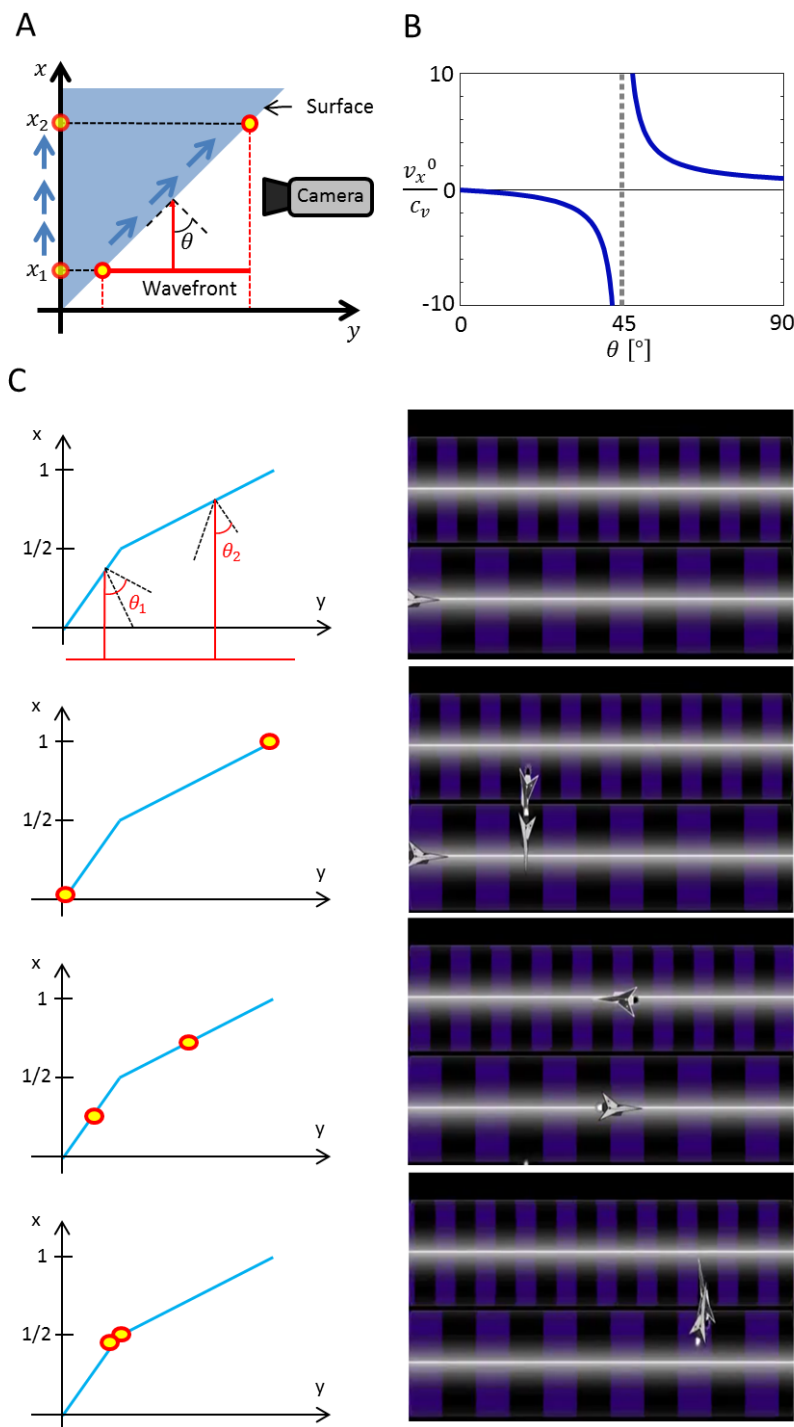 A
x
x₂
x₁
Surface
Camera
θ
Wavefront
y
B
10
vₓ⁰
cᵥ
0
-10
0
45
90
θ [°]
C
x
1
1/2
θ₁
θ₂
y
x
1
1/2
y
x
1
1/2
y
x
1
1/2
y